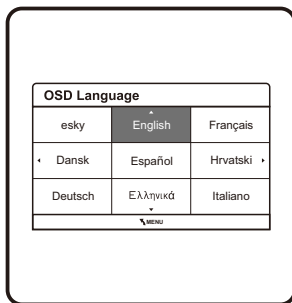 OSD Language
esky English Français
Dansk Español Hrvatski
Deutsch Ελληνικά Italiano
MENU